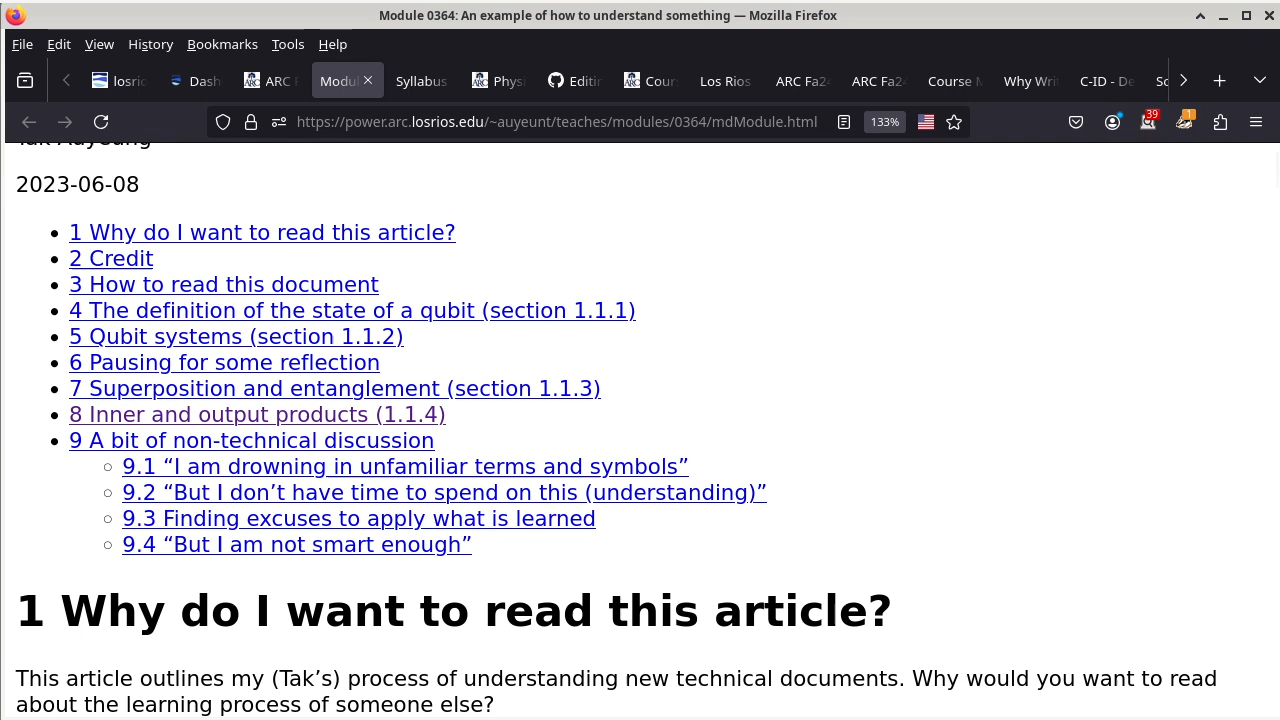 Module 0364: An example of how to understand something — Mozilla Firefox
File Edit View History Bookmarks Tools Help
losrio Dash ARC F Modul Syllabus Physi Editin ARC Cour Los Rios ARC Fa24 ARC Fa24 Course M Why Writ C-ID - De Sc
https://power.arc.losrios.edu/~auyeunt/teaches/modules/0364/mdModule.html 133% 39 1
Tak Auyeung
2023-06-08
• 1 Why do I want to read this article?
• 2 Credit
• 3 How to read this document
• 4 The definition of the state of a qubit (section 1.1.1)
• 5 Qubit systems (section 1.1.2)
• 6 Pausing for some reflection
• 7 Superposition and entanglement (section 1.1.3)
• 8 Inner and output products (1.1.4)
• 9 A bit of non-technical discussion
◦ 9.1 “I am drowning in unfamiliar terms and symbols”
◦ 9.2 “But I don’t have time to spend on this (understanding)”
◦ 9.3 Finding excuses to apply what is learned
◦ 9.4 “But I am not smart enough”
1 Why do I want to read this article?
This article outlines my (Tak’s) process of understanding new technical documents. Why would you want to read
about the learning process of someone else?